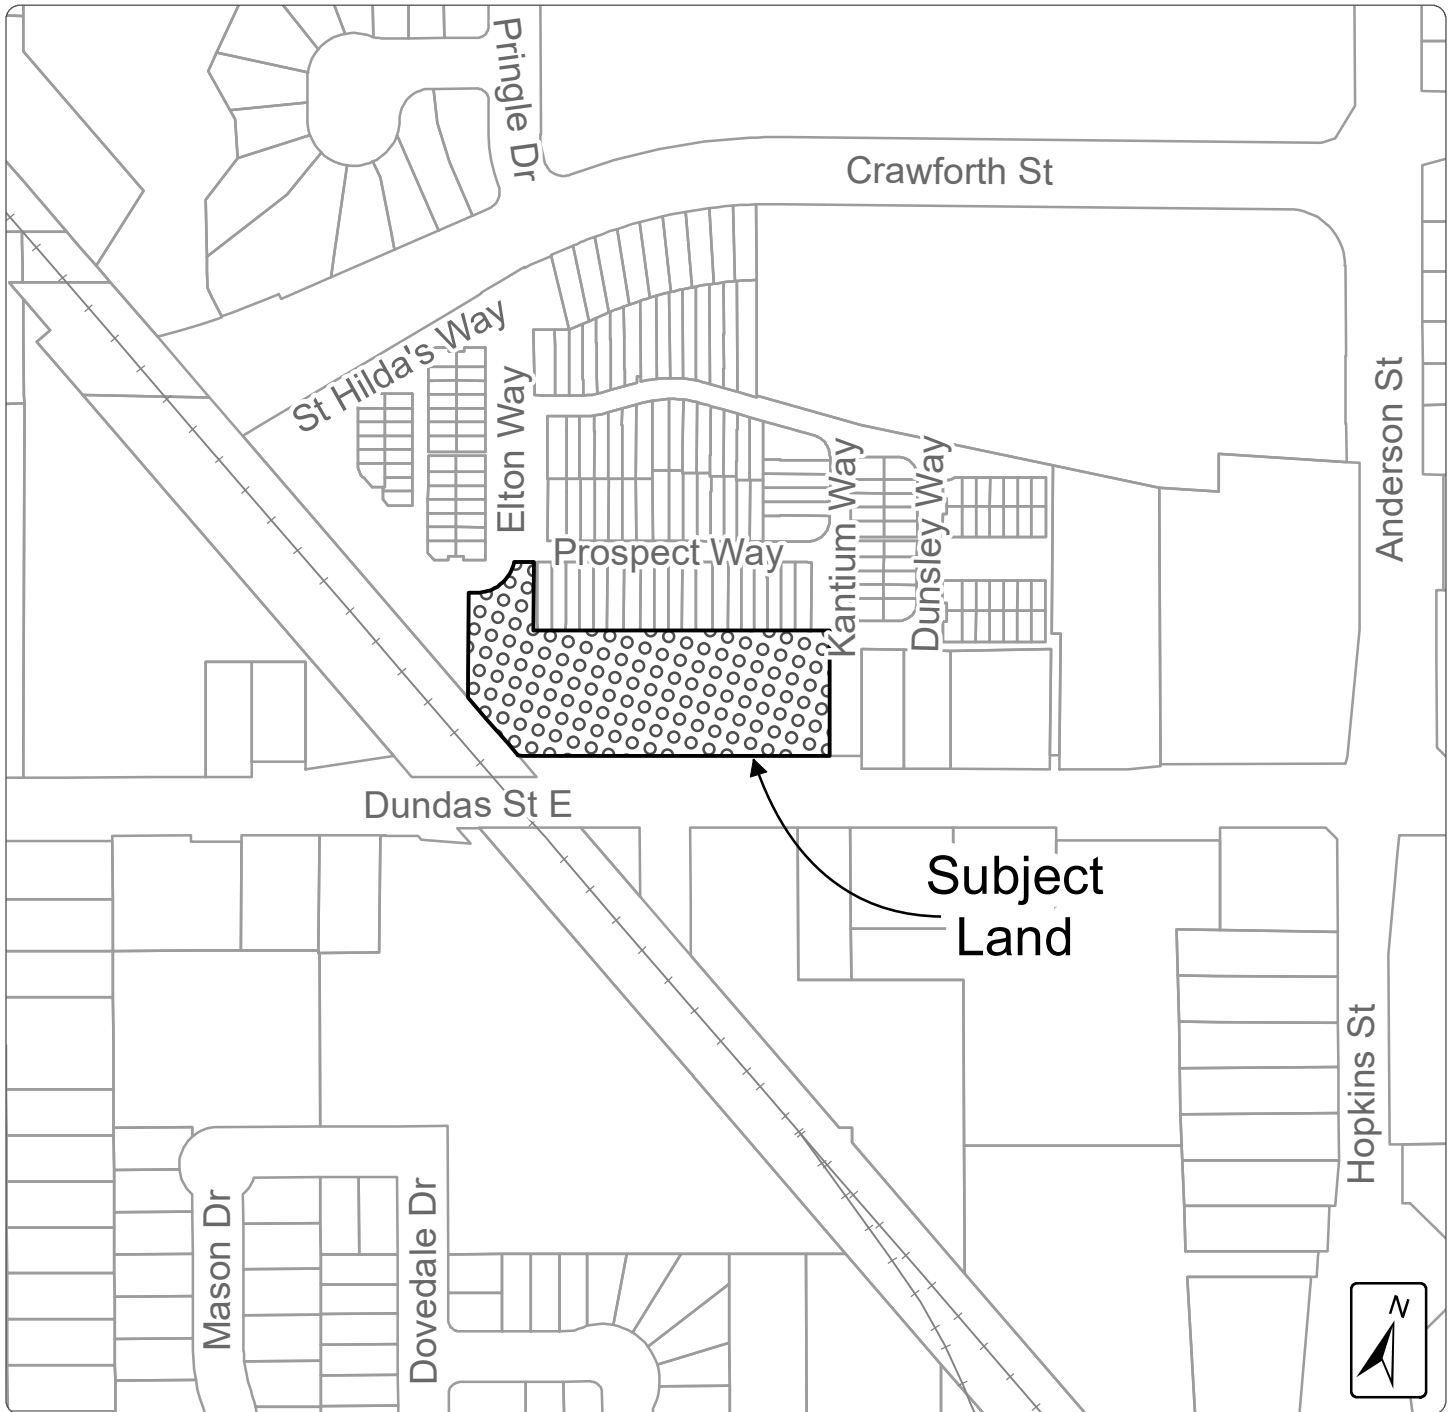 Pringle Dr
Crawforth St
St Hilda's Way
Elton Way
Anderson St
Kantium Way
Dunsley Way
Prospect Way
Dundas St E
Subject
Land
Hopkins St
Mason Dr
Dovedale Dr
N